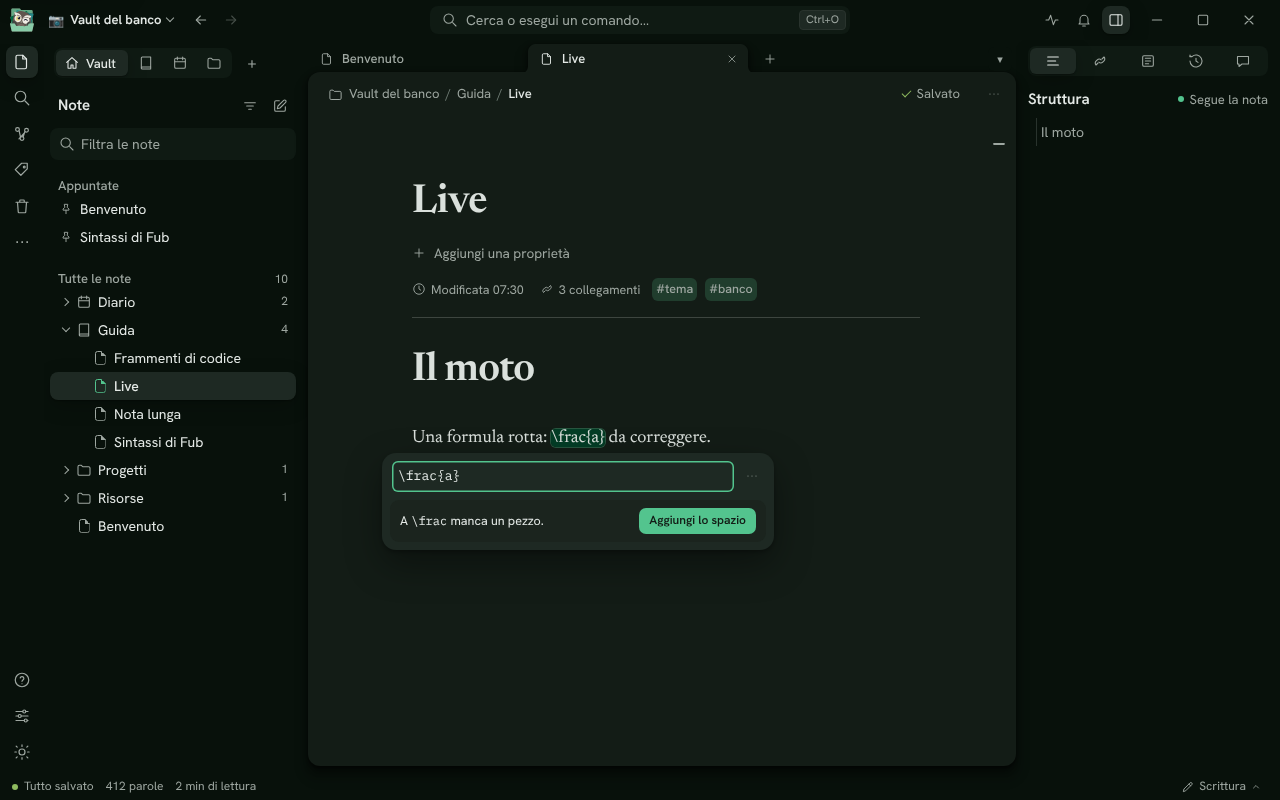 Vault del banco
Cerca o esegui un comando…
Ctrl+O
Vault
Benvenuto
Live
Note
Filtra le note
Appuntate
Benvenuto
Sintassi di Fub
Tutte le note 10
Diario 2
Guida 4
Frammenti di codice
Live
Nota lunga
Sintassi di Fub
Progetti 1
Risorse 1
Benvenuto
Vault del banco / Guida / Live
Salvato
Live
Aggiungi una proprietà
Modificata 07:30 3 collegamenti #tema #banco
Il moto
Una formula rotta: \frac{a} da correggere.
\frac{a}
A \frac manca un pezzo.
Aggiungi lo spazio
Struttura
Segue la nota
Il moto
Tutto salvato 412 parole 2 min di lettura
Scrittura